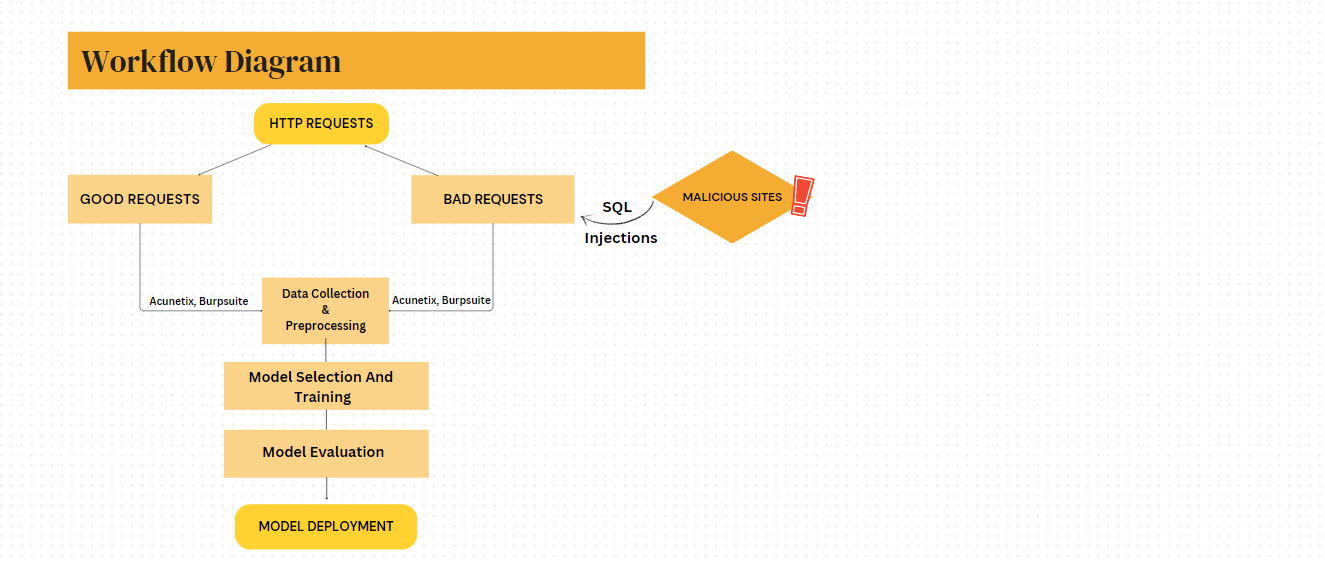 Workflow Diagram
HTTP REQUESTS
GOOD REQUESTS
BAD REQUESTS
SQL
Injections
MALICIOUS SITES
Acunetix, Burpsuite
Data Collection
&
Preprocessing
Acunetix, Burpsuite
Model Selection And
Training
Model Evaluation
MODEL DEPLOYMENT